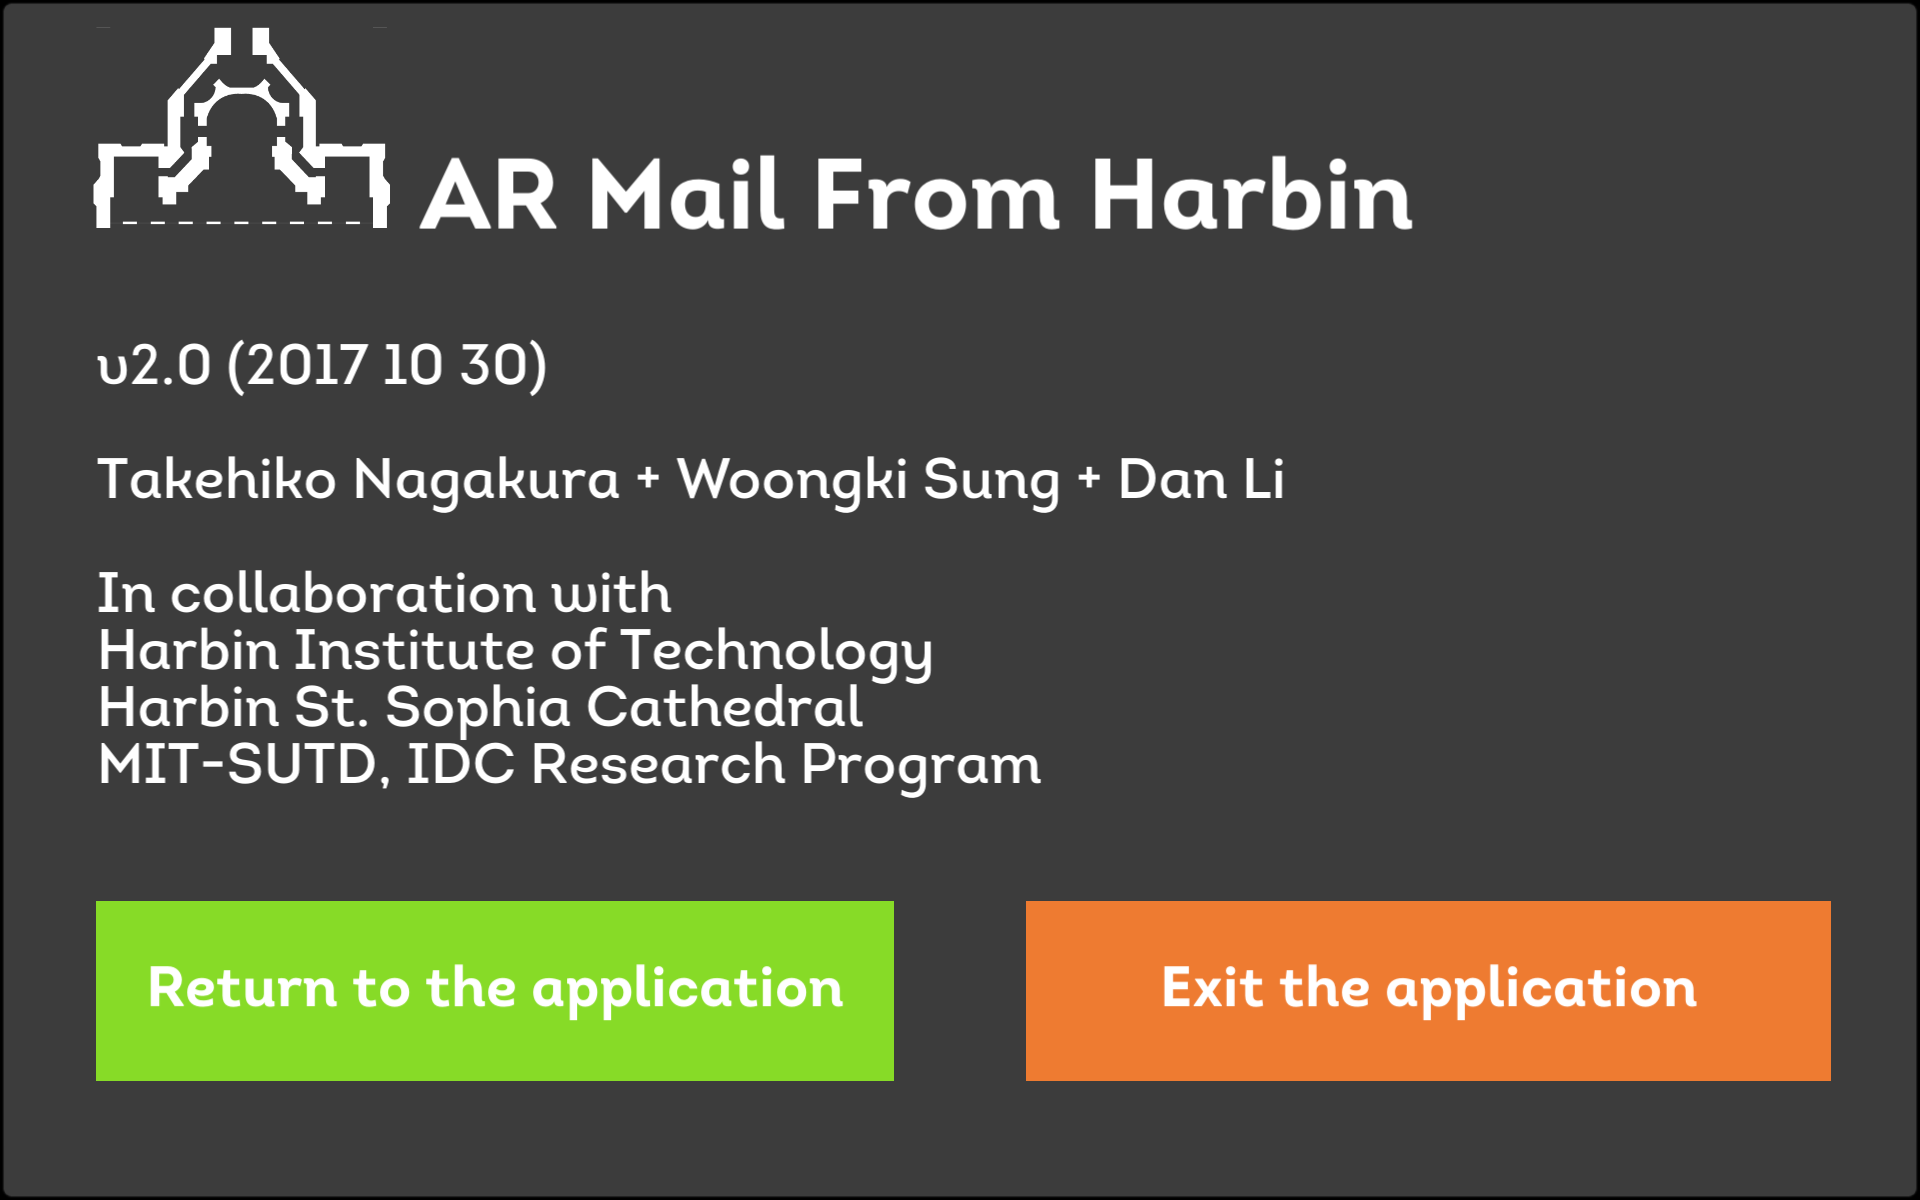 AR Mail From Harbin
v2.0 (2017 10 30)
Takehiko Nagakura + Woongki Sung + Dan Li
In collaboration with
Harbin Institute of Technology
Harbin St. Sophia Cathedral
MIT-SUTD, IDC Research Program
Return to the application
Exit the application